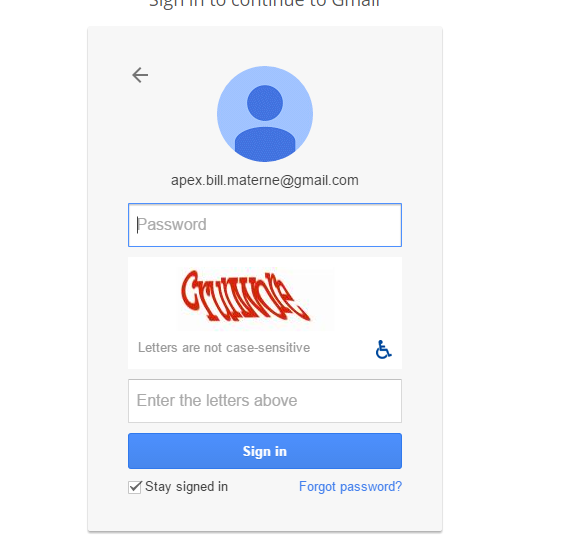 Sign in to continue to Gmail
apex.bill.materne@gmail.com
Password
Letters are not case-sensitive
Enter the letters above
Sign in
Stay signed in
Forgot password?